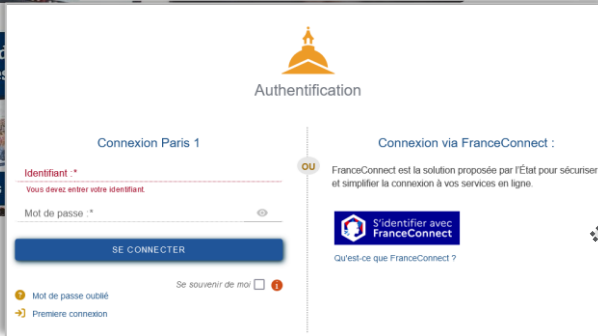 Authentification
Connexion Paris 1
Identifiant :*
Vous devez entrer votre identifiant.
Mot de passe :*
SE CONNECTER
Se souvenir de moi
Mot de passe oublié
Premiere connexion
OU
Connexion via FranceConnect :
FranceConnect est la solution proposée par l'État pour sécuriser
et simplifier la connexion à vos services en ligne.
S'identifier avec
FranceConnect
Qu'est-ce que FranceConnect ?